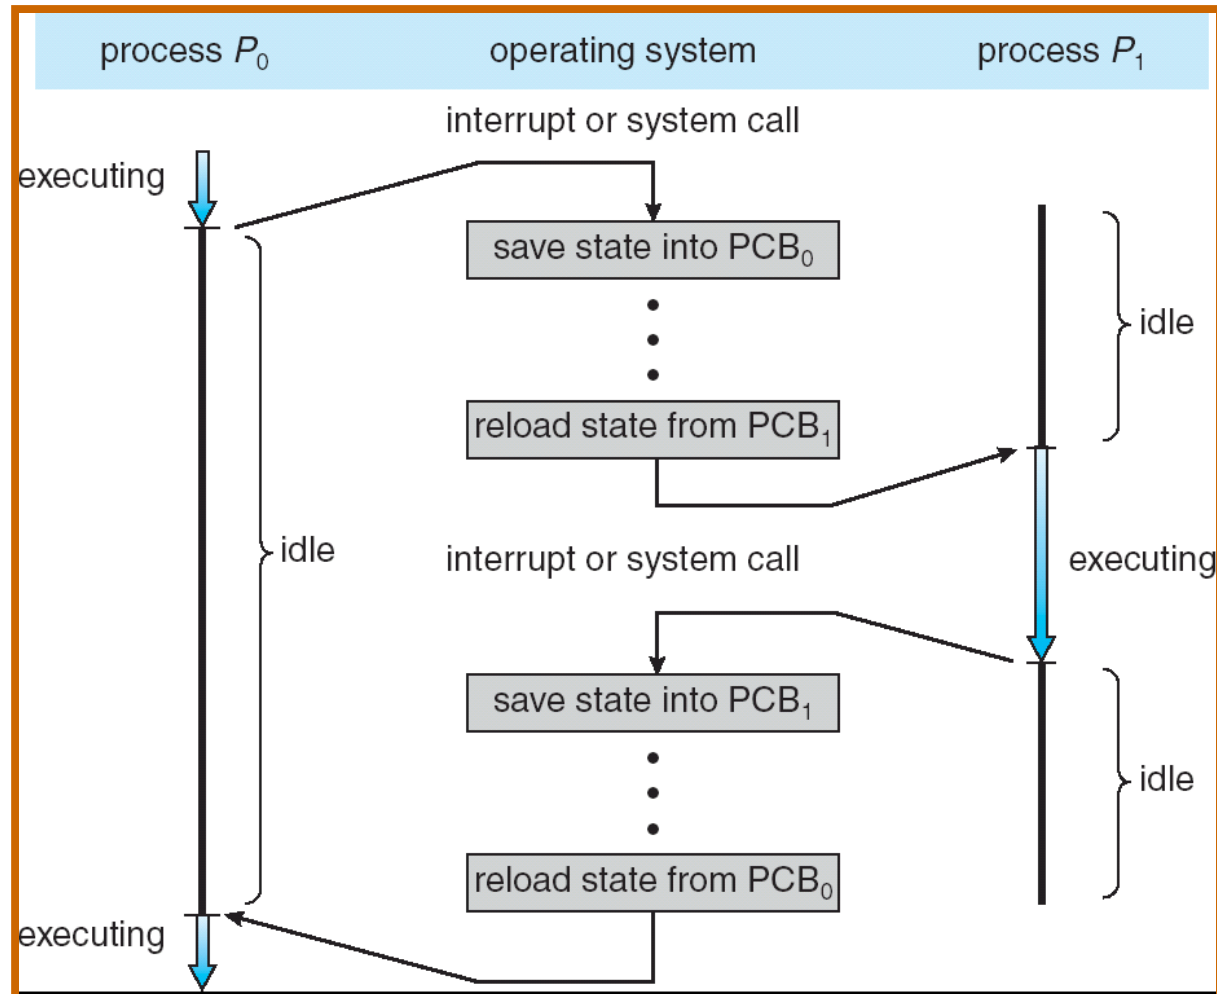 process P₀ operating system process P₁
interrupt or system call
executing
save state into PCB₀
idle
reload state from PCB₁
idle
interrupt or system call
executing
save state into PCB₁
idle
reload state from PCB₀
executing